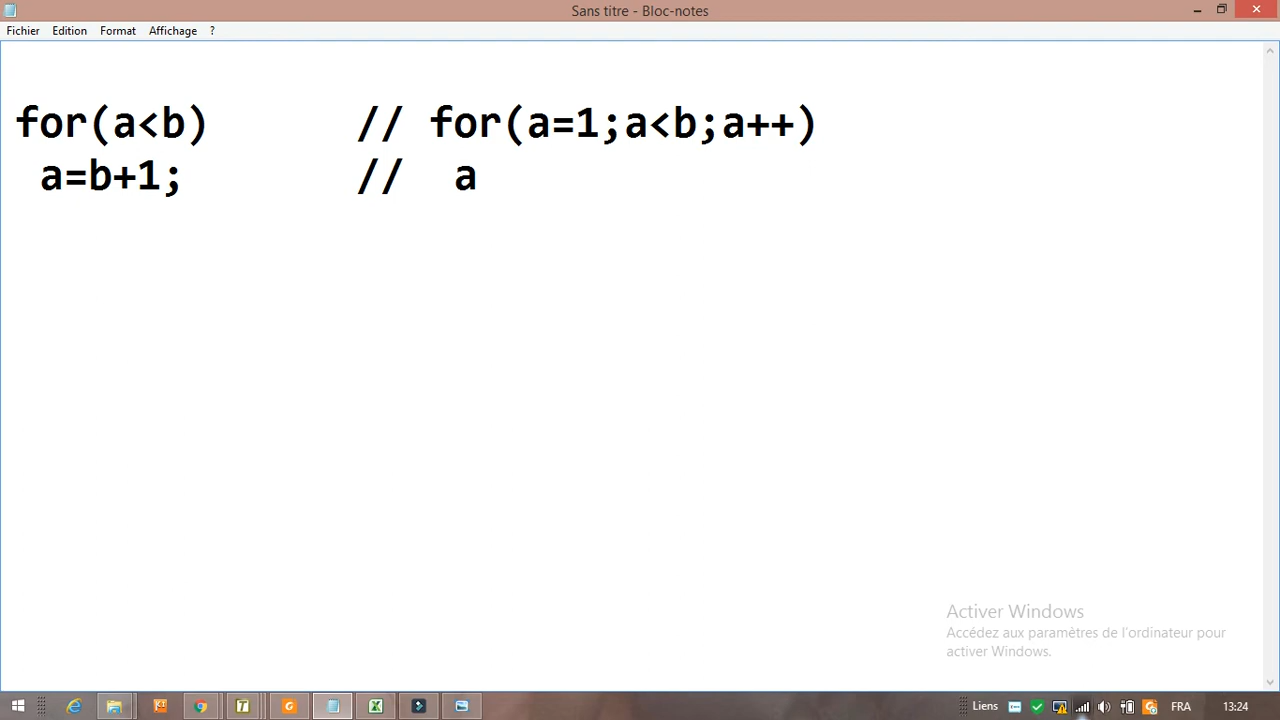 Sans titre - Bloc-notes
Fichier Edition Format Affichage ?
for(a<b) // for(a=1;a<b;a++)
a=b+1; // a
Activer Windows
Accédez aux paramètres de l'ordinateur pour
activer Windows.
Liens FRA 13:24